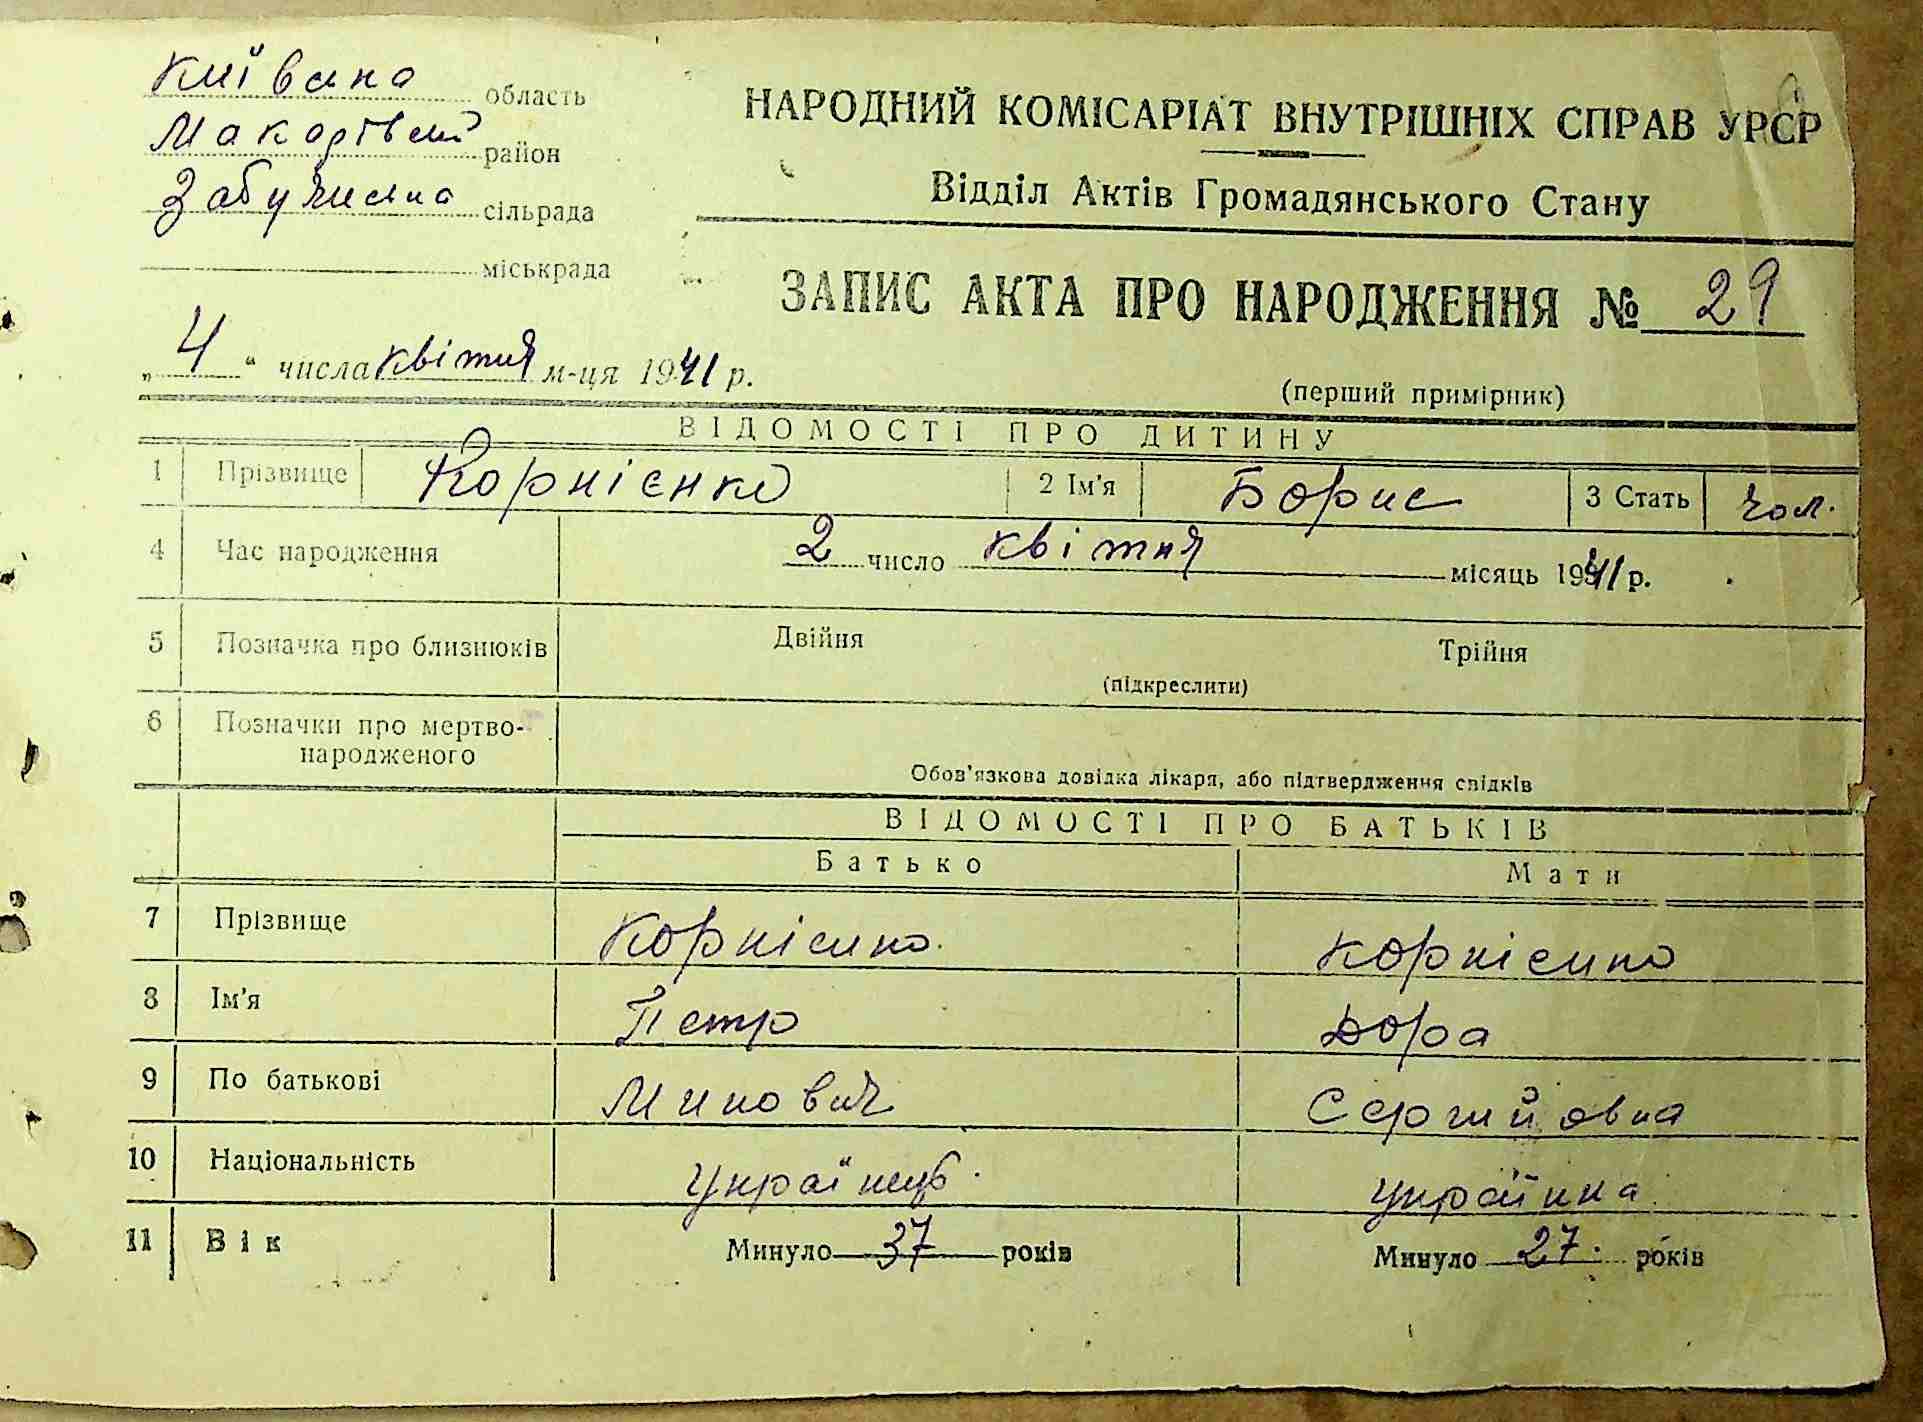 Київська область
Макарівський район
Забучанська сільрада
міськрада
НАРОДНИЙ КОМІСАРІАТ ВНУТРІШНІХ СПРАВ УРСР
Відділ Актів Громадянського Стану
ЗАПИС АКТА ПРО НАРОДЖЕННЯ № 29
„ 4 “ числа квітня м-ця 1941 р.
(перший примірник)
ВІДОМОСТІ ПРО ДИТИНУ
1 Прізвище Корнієнко 2 Ім'я Борис 3 Стать чол.
4 Час народження 2 число квітня місяць 1941 р.
5 Позначка про близнюків Двійня Трійня
(підкреслити)
6 Позначки про мертво-
народженого
Обов'язкова довідка лікаря, або підтвердження свідків
ВІДОМОСТІ ПРО БАТЬКІВ
Батько Мати
7 Прізвище Корнієнко Корнієнко
8 Ім'я Петро Дора
9 По батькові Минович Сергийовна
10 Національність Українець Українка
11 Вік Минуло 37 років Минуло 27 років